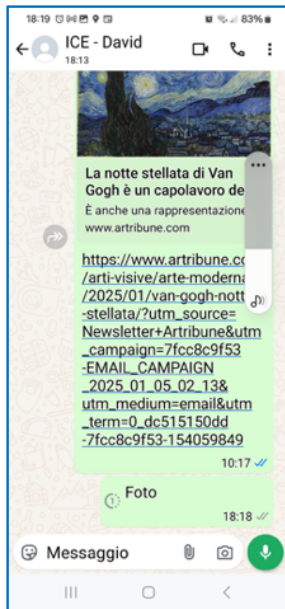 18:19
83%
ICE - David
18:13
La notte stellata di Van
Gogh è un capolavoro de
È anche una rappresentazione
www.artribune.com
https://www.artribune.co
/arti-visive/arte-moderna
/2025/01/van-gogh-nott
-stellata/?utm_source=
Newsletter+Artribune&utm
_campaign=7fcc8c9f53
-EMAIL_CAMPAIGN
_2025_01_05_02_13&
utm_medium=email&utm
_term=0_dc515150dd
-7fcc8c9f53-154059849
10:17
Foto
18:18
Messaggio